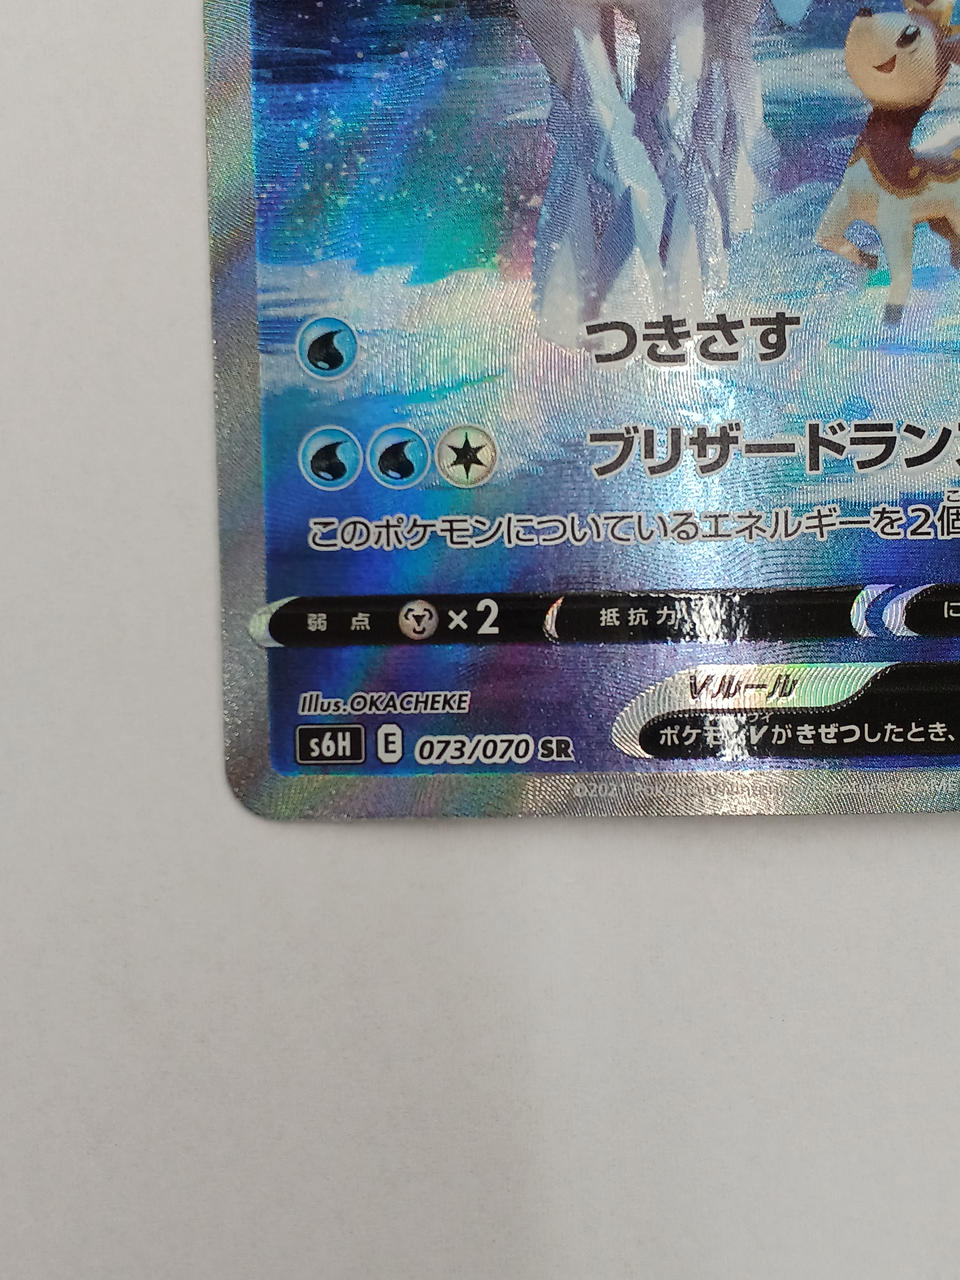 つきさす
ブリザードラン
このポケモンについているエネルギーを2個
弱点 ×2 抵抗力 に
Illus.OKACHEKE
Vルール
s6H E 073/070 SR
ポケモンVがきぜつしたとき、
©2021 Pokémon